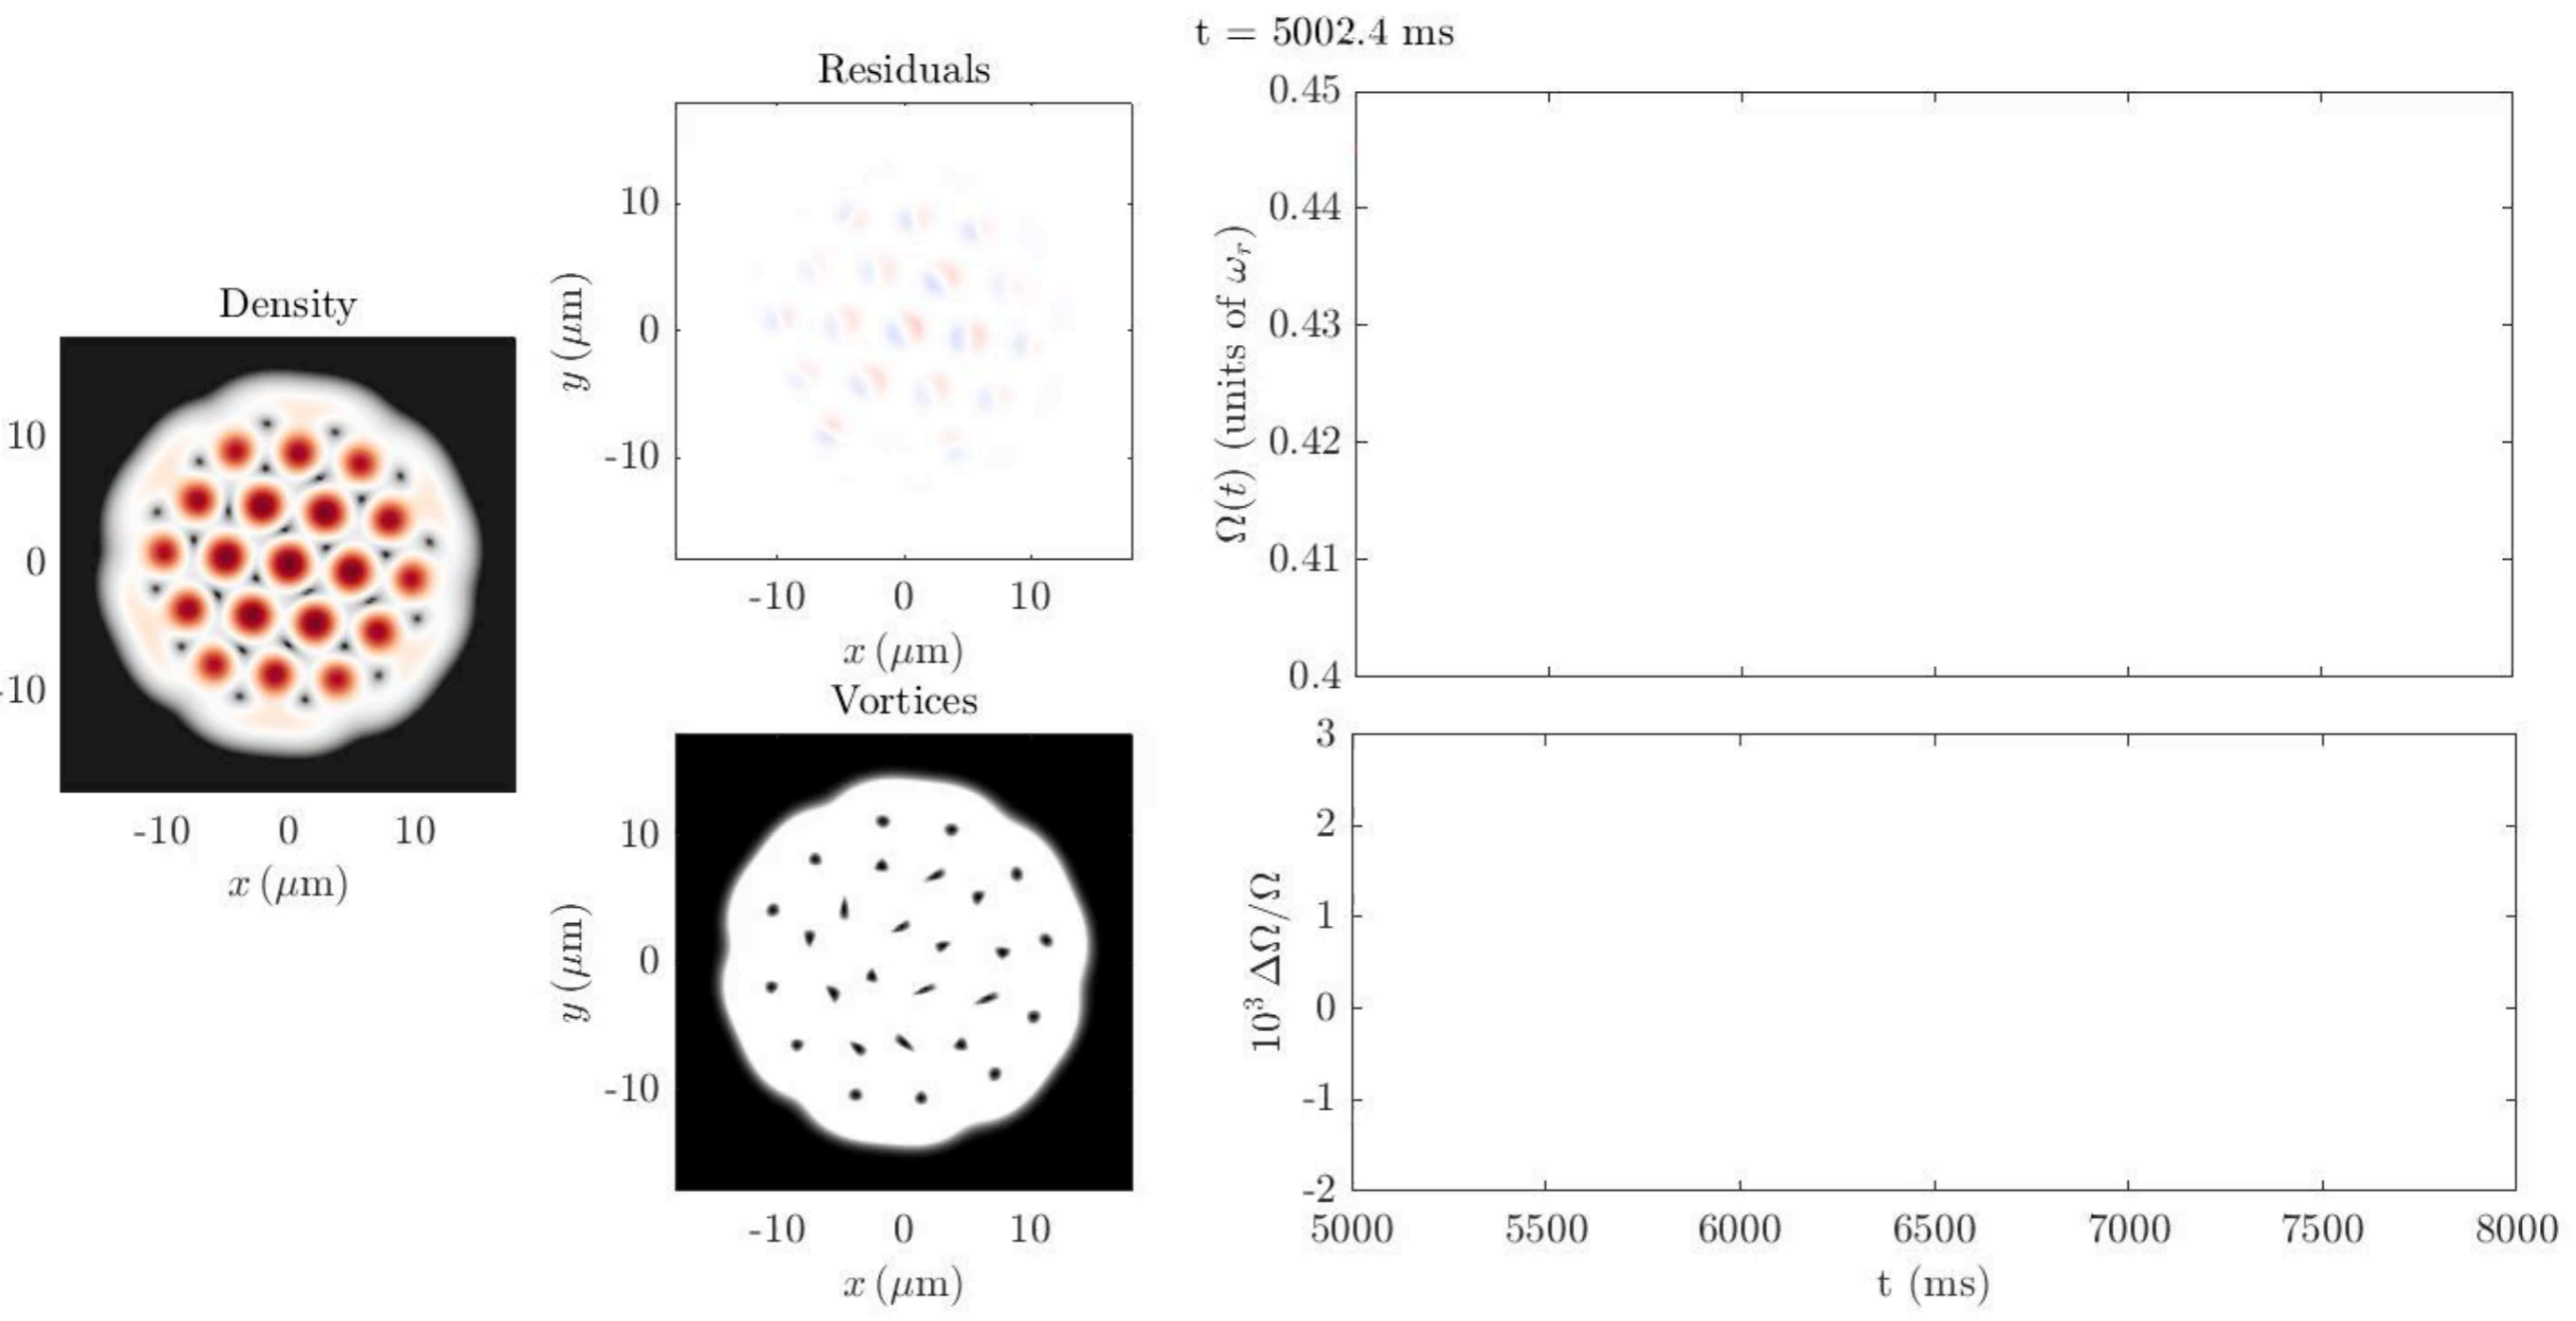 t = 5002.4 ms
Density
10
0
-10
-10 0 10
x (μm)
Residuals
y (μm)
10
0
-10
-10 0 10
x (μm)
Vortices
y (μm)
10
0
-10
-10 0 10
x (μm)
Ω(t) (units of ωr)
0.45
0.44
0.43
0.42
0.41
0.4
10³ ΔΩ/Ω
3
2
1
0
-1
-2
5000 5500 6000 6500 7000 7500 8000
t (ms)